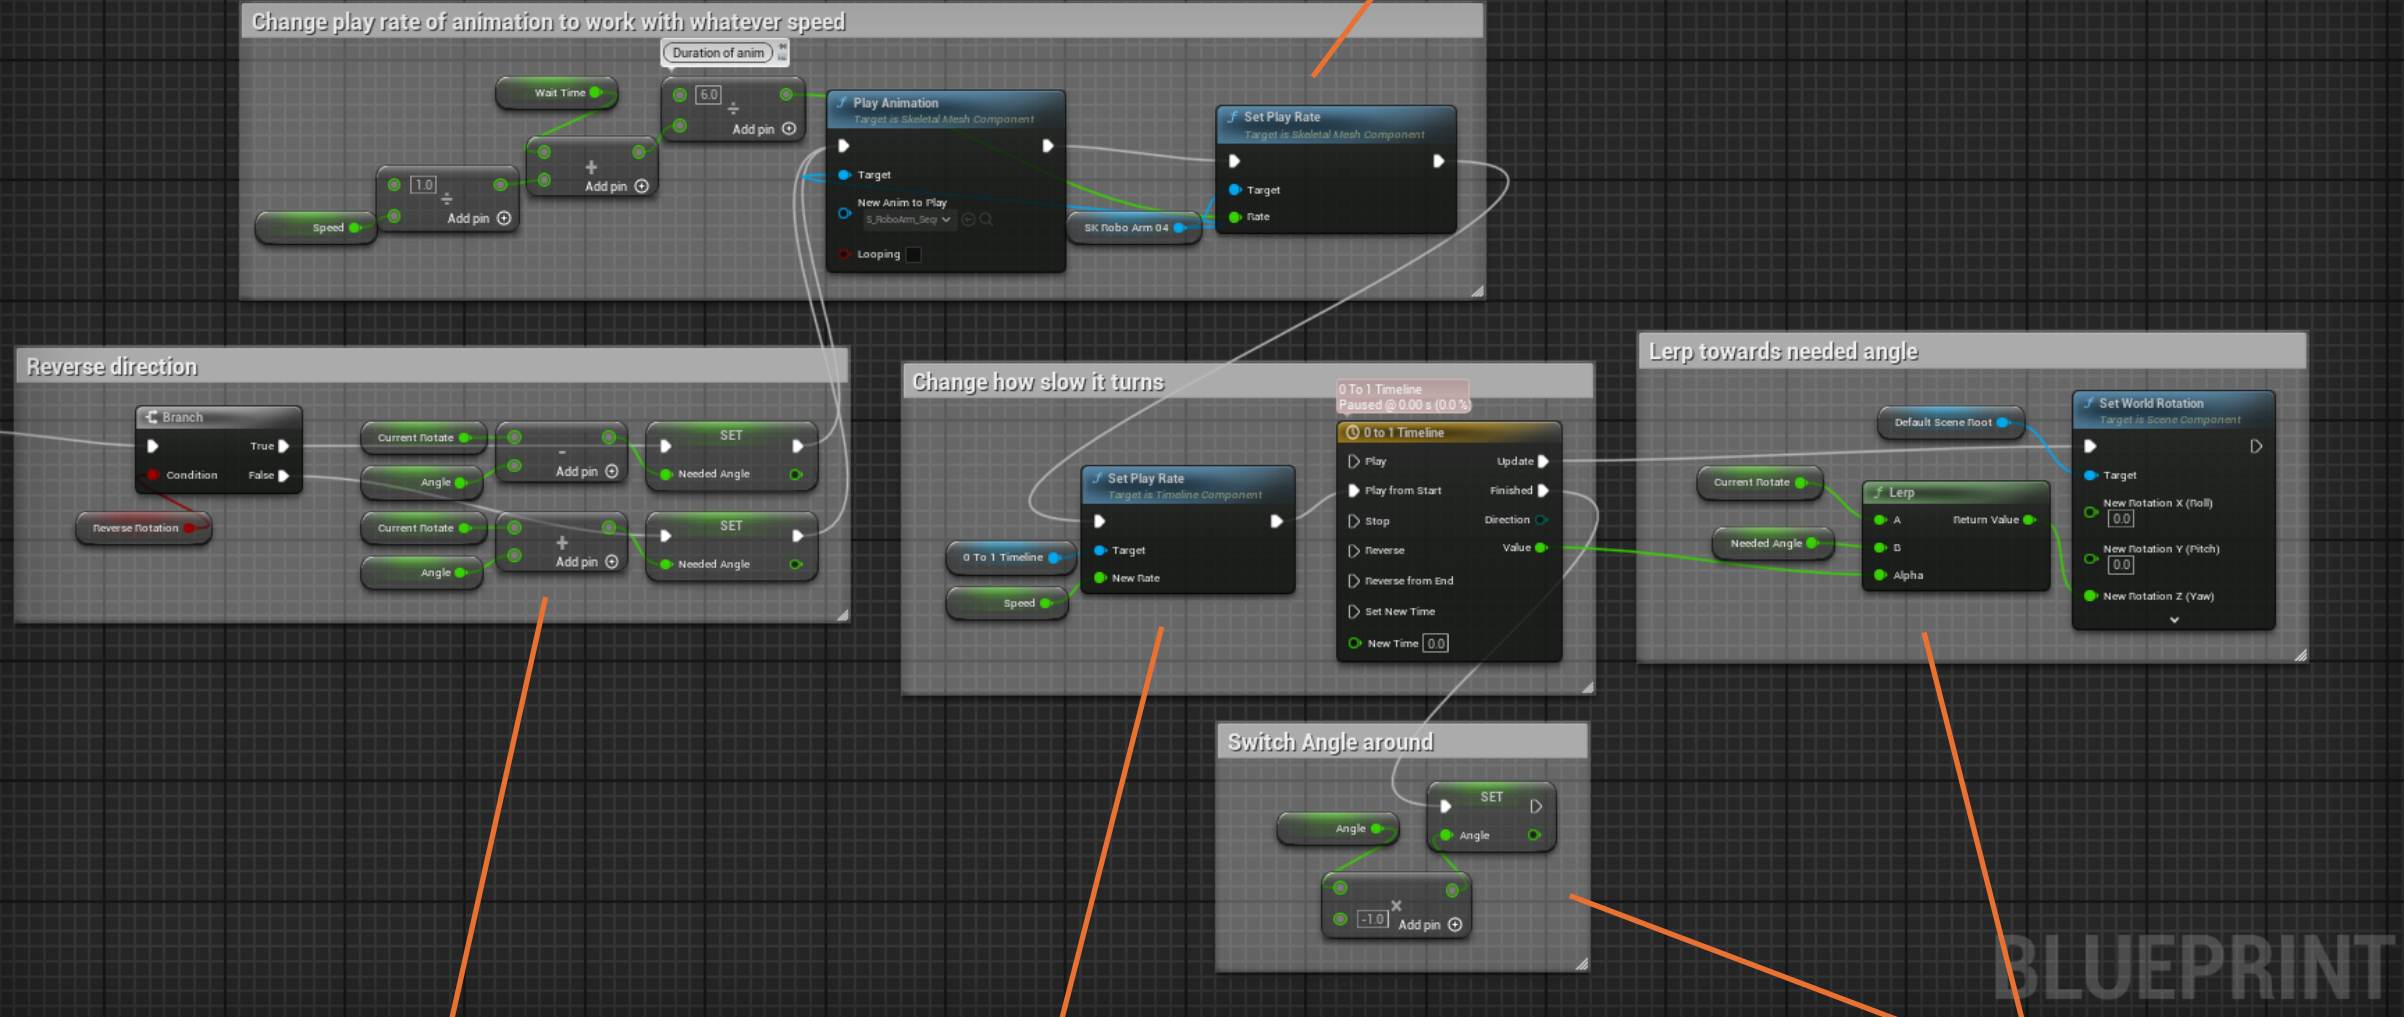 Change play rate of animation to work with whatever speed
Duration of anim
Wait Time
6.0
÷
Add pin
+
Add pin
1.0
÷
Add pin
Speed
Play Animation
Target is Skeletal Mesh Component
Target
New Anim to Play
S_RoboArm_Seq
Looping
SK Robo Arm 04
Set Play Rate
Target is Skeletal Mesh Component
Target
Rate
Reverse direction
Branch
True
Condition
False
Reverse Rotation
Current Rotate
Angle
-
Add pin
SET
Needed Angle
Current Rotate
Angle
+
Add pin
SET
Needed Angle
Change how slow it turns
0 To 1 Timeline
Paused @ 0.00 s (0.0 %)
Set Play Rate
Target is Timeline Component
Target
New Rate
0 To 1 Timeline
Speed
0 to 1 Timeline
Play
Update
Play from Start
Finished
Stop
Direction
Reverse
Value
Reverse from End
Set New Time
New Time 0.0
Lerp towards needed angle
Default Scene Root
Current Rotate
Needed Angle
Lerp
A
Return Value
B
Alpha
Set World Rotation
Target is Scene Component
Target
New Rotation X (Roll)
0.0
New Rotation Y (Pitch)
0.0
New Rotation Z (Yaw)
Switch Angle around
SET
Angle
Angle
×
-1.0
Add pin
BLUEPRINT